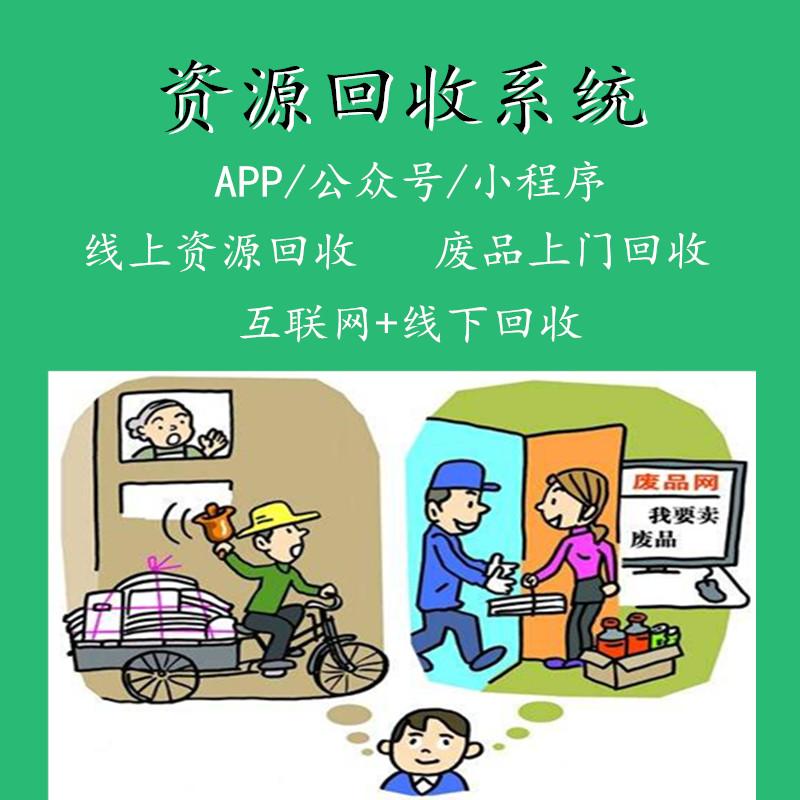 资源回收系统
APP/公众号/小程序
线上资源回收 废品上门回收
互联网+线下回收
废品网
我要卖
废品